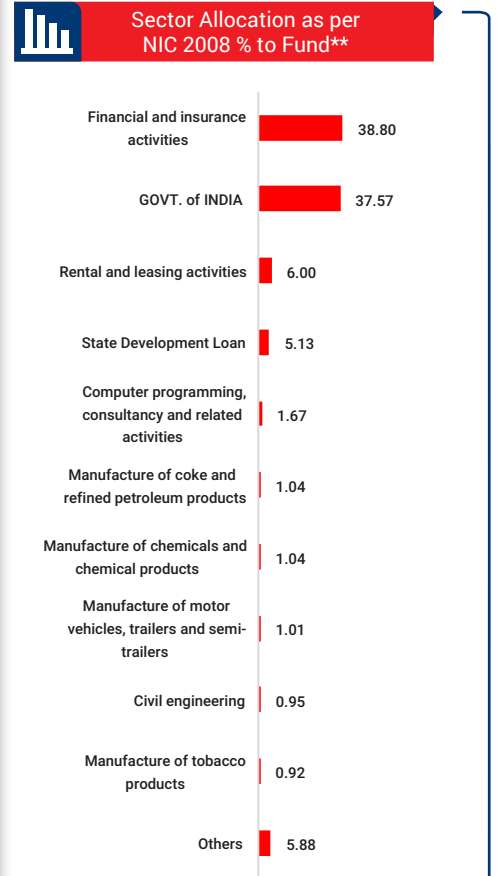 Sector Allocation as per
NIC 2008 % to Fund**
Financial and insurance
activities
38.80
GOVT. of INDIA
37.57
Rental and leasing activities
6.00
State Development Loan
5.13
Computer programming,
consultancy and related
activities
1.67
Manufacture of coke and
refined petroleum products
1.04
Manufacture of chemicals and
chemical products
1.04
Manufacture of motor
vehicles, trailers and semi-
trailers
1.01
Civil engineering
0.95
Manufacture of tobacco
products
0.92
Others
5.88